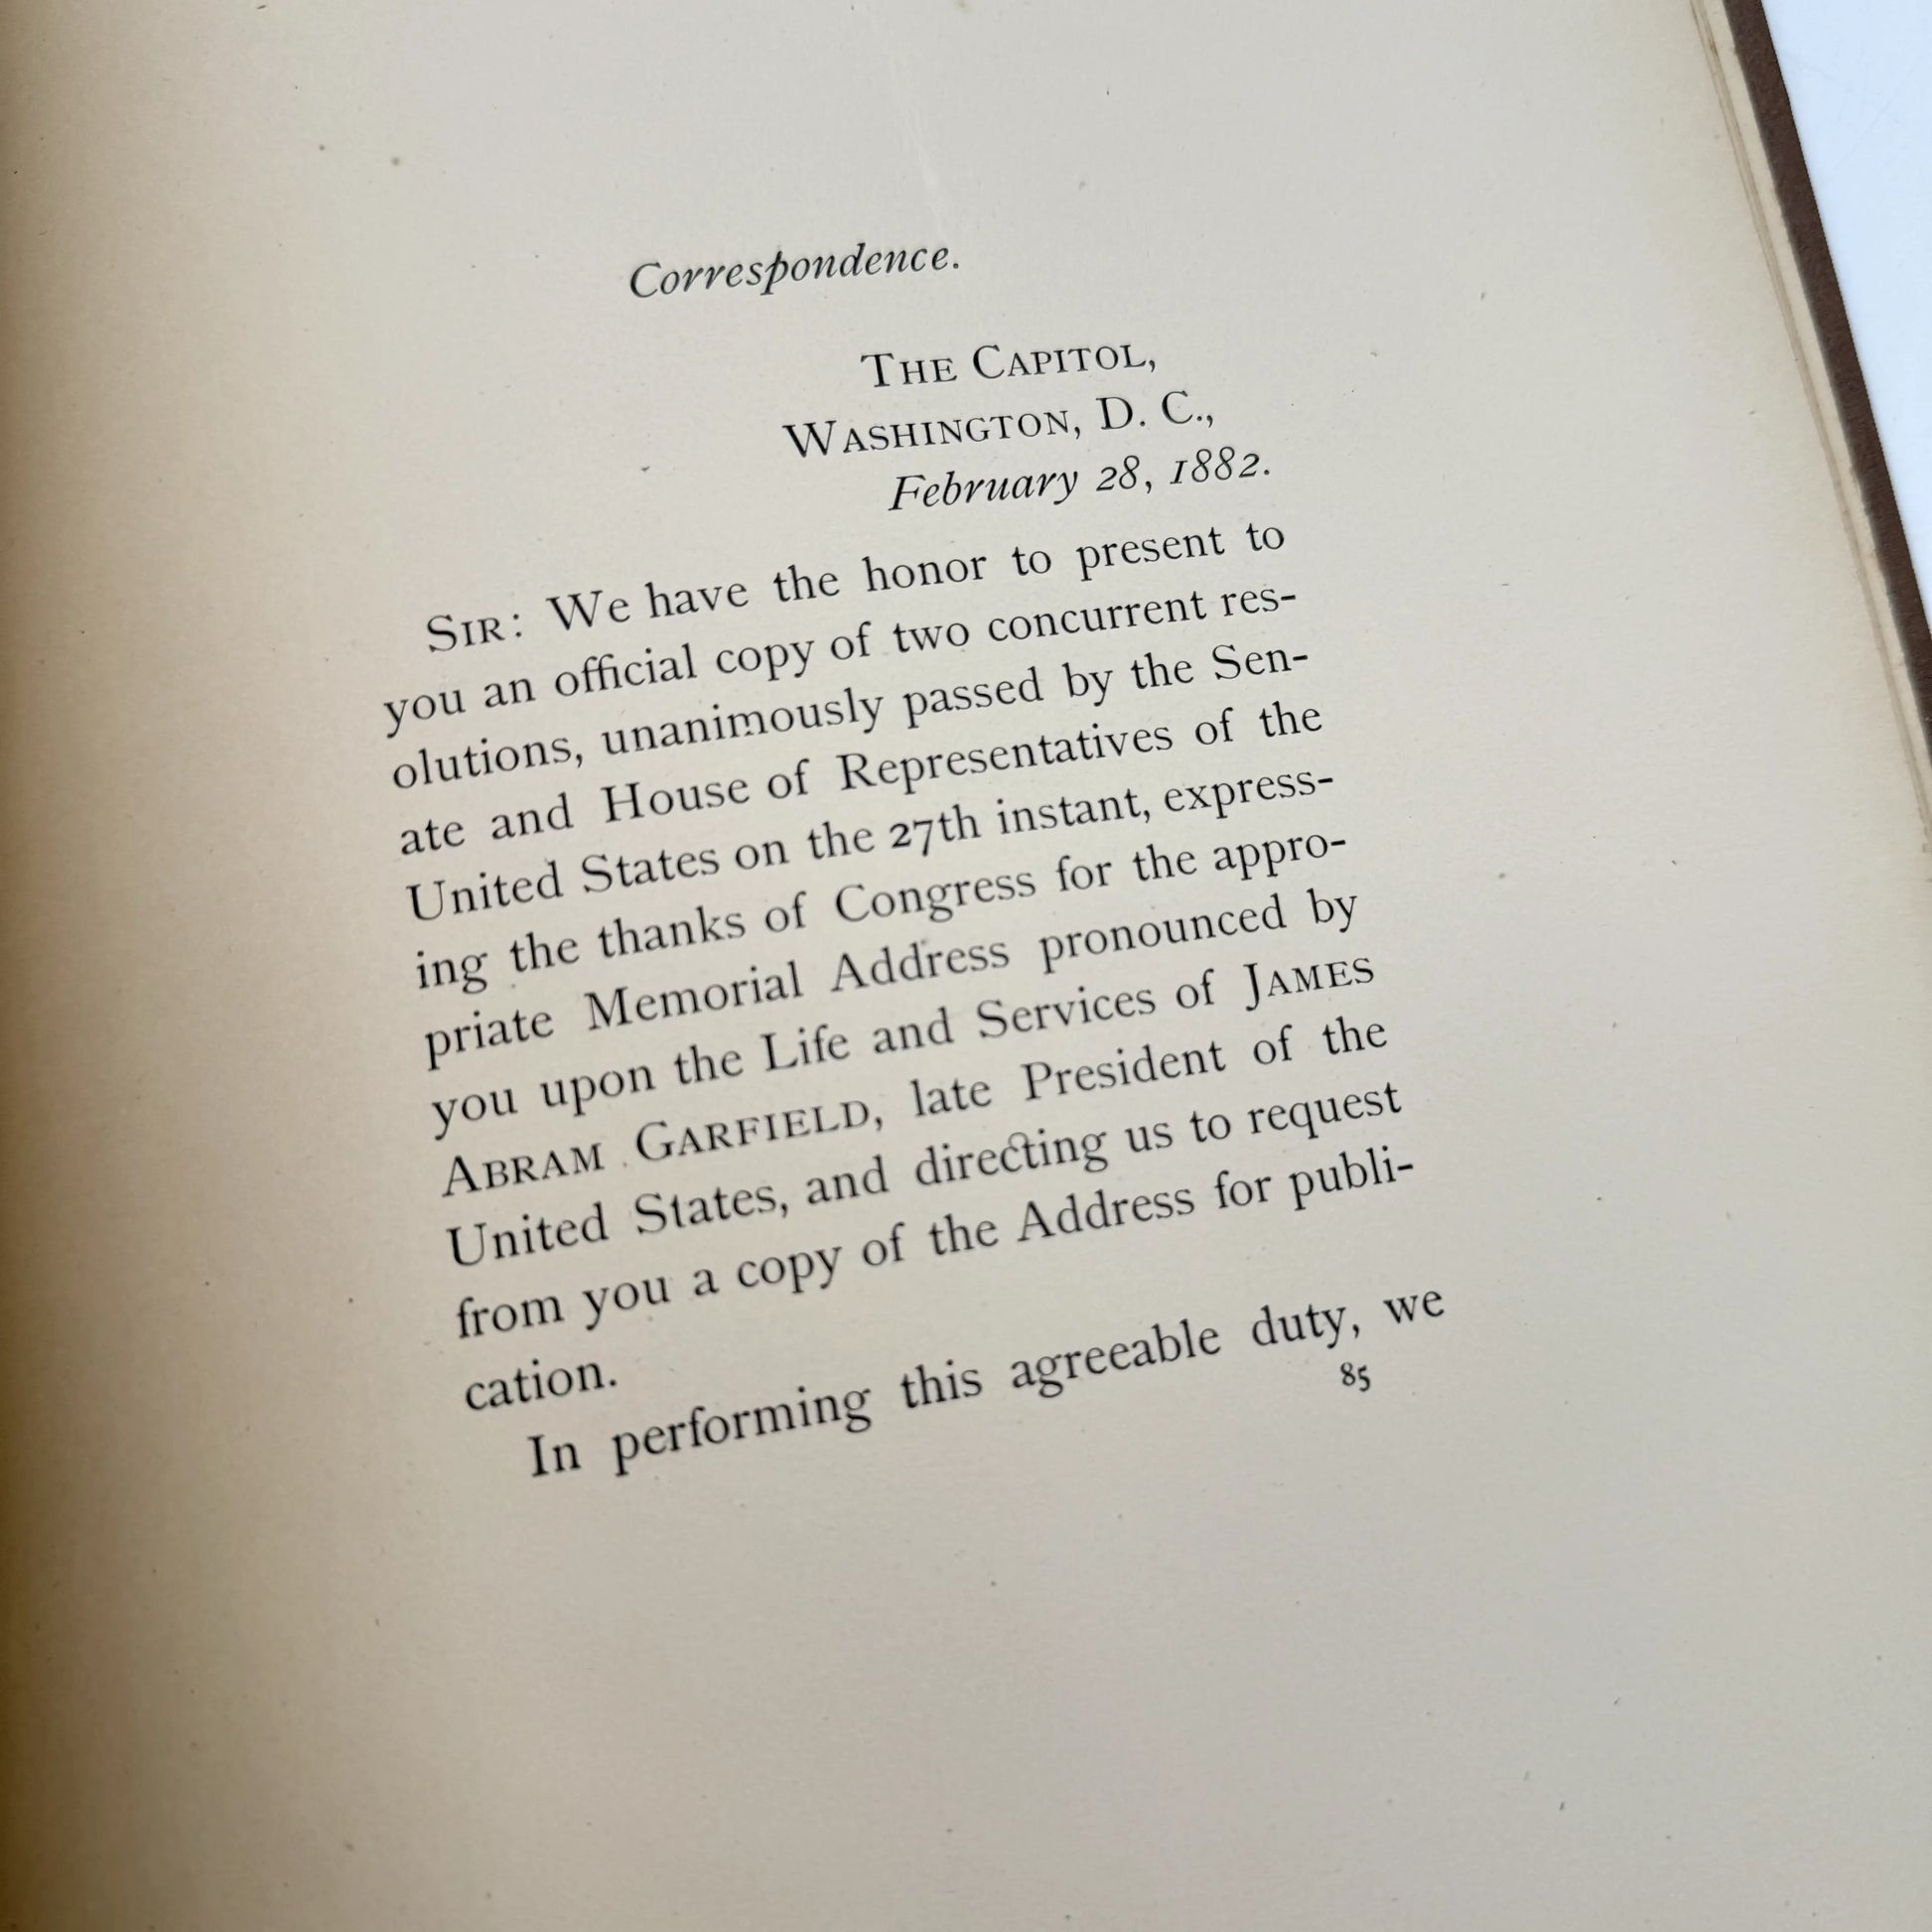 Correspondence.
THE CAPITOL,
WASHINGTON, D. C.,
February 28, 1882.
SIR: We have the honor to present to
you an official copy of two concurrent res-
olutions, unanimously passed by the Sen-
ate and House of Representatives of the
United States on the 27th instant, express-
ing the thanks of Congress for the appro-
priate Memorial Address pronounced by
you upon the Life and Services of JAMES
ABRAM GARFIELD, late President of the
United States, and directing us to request
from you a copy of the Address for publi-
cation.
In performing this agreeable duty, we
85